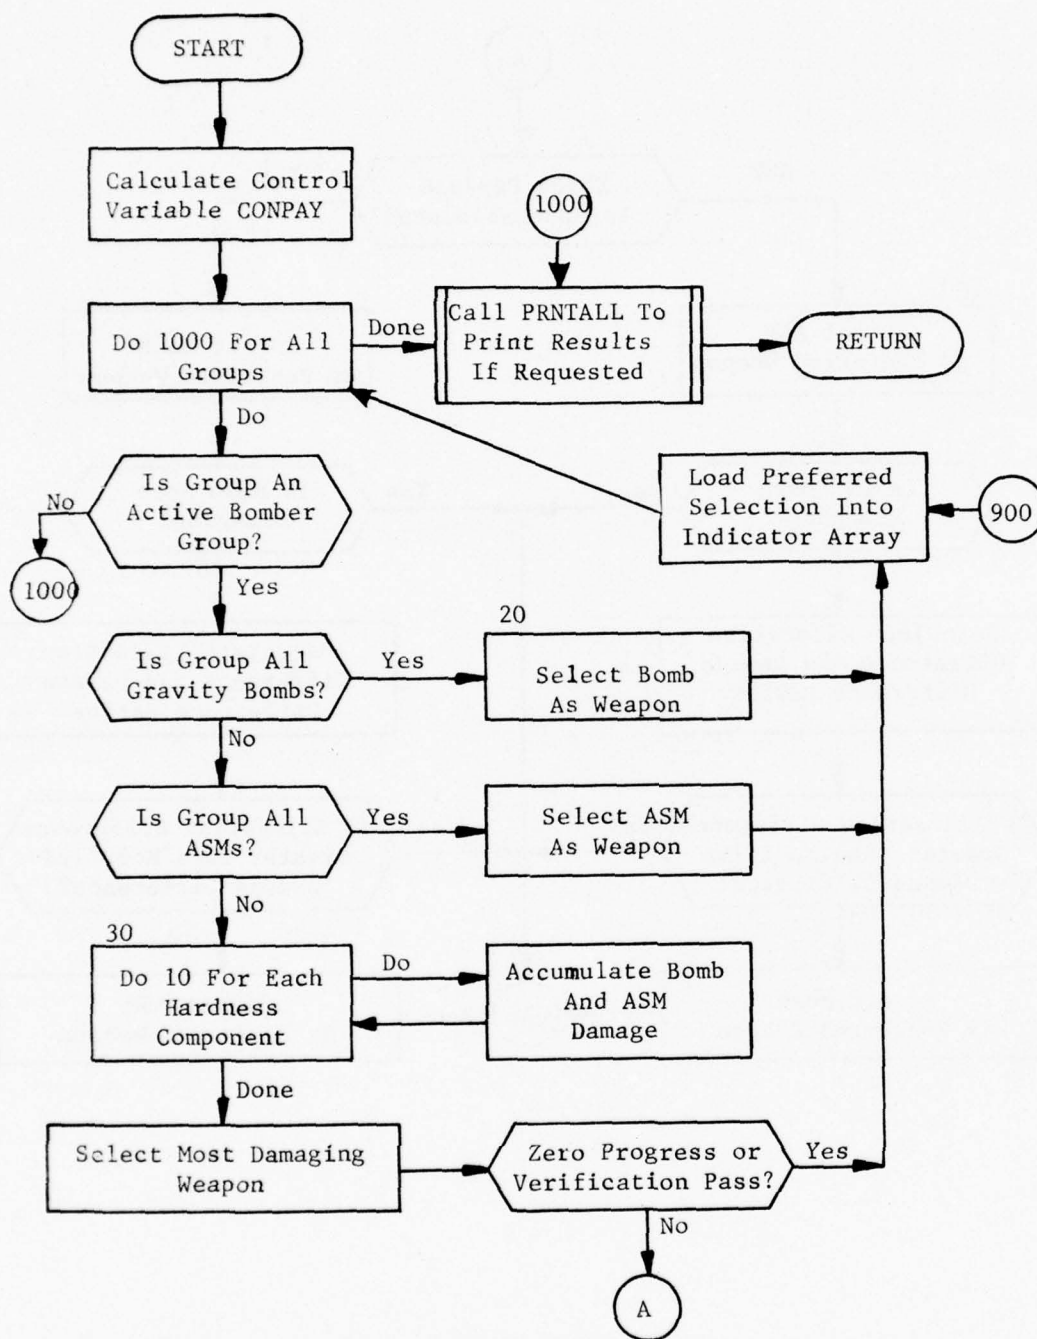 START
Calculate Control
Variable CONPAY
1000
Do 1000 For All
Groups
Done
Call PRNTALL To
Print Results
If Requested
RETURN
Do
Is Group An
Active Bomber
Group?
No
1000
Yes
Load Preferred
Selection Into
Indicator Array
900
Is Group All
Gravity Bombs?
Yes
20
Select Bomb
As Weapon
No
Is Group All
ASMs?
Yes
Select ASM
As Weapon
No
30
Do 10 For Each
Hardness
Component
Do
Accumulate Bomb
And ASM
Damage
Done
Select Most Damaging
Weapon
Zero Progress or
Verification Pass?
Yes
No
A